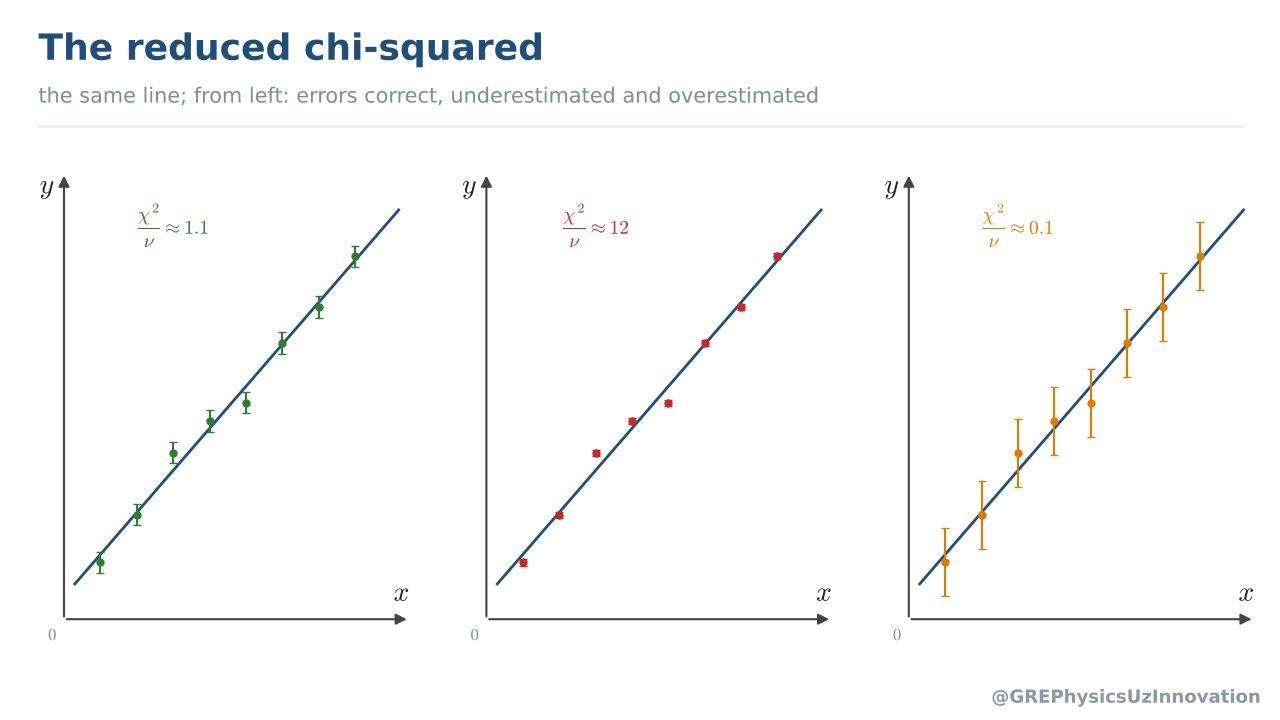 The reduced chi-squared
the same line; from left: errors correct, underestimated and overestimated
y
χ²/ν ≈ 1.1
x
0
y
χ²/ν ≈ 12
x
0
y
χ²/ν ≈ 0.1
x
0
@GREPhysicsUzInnovation